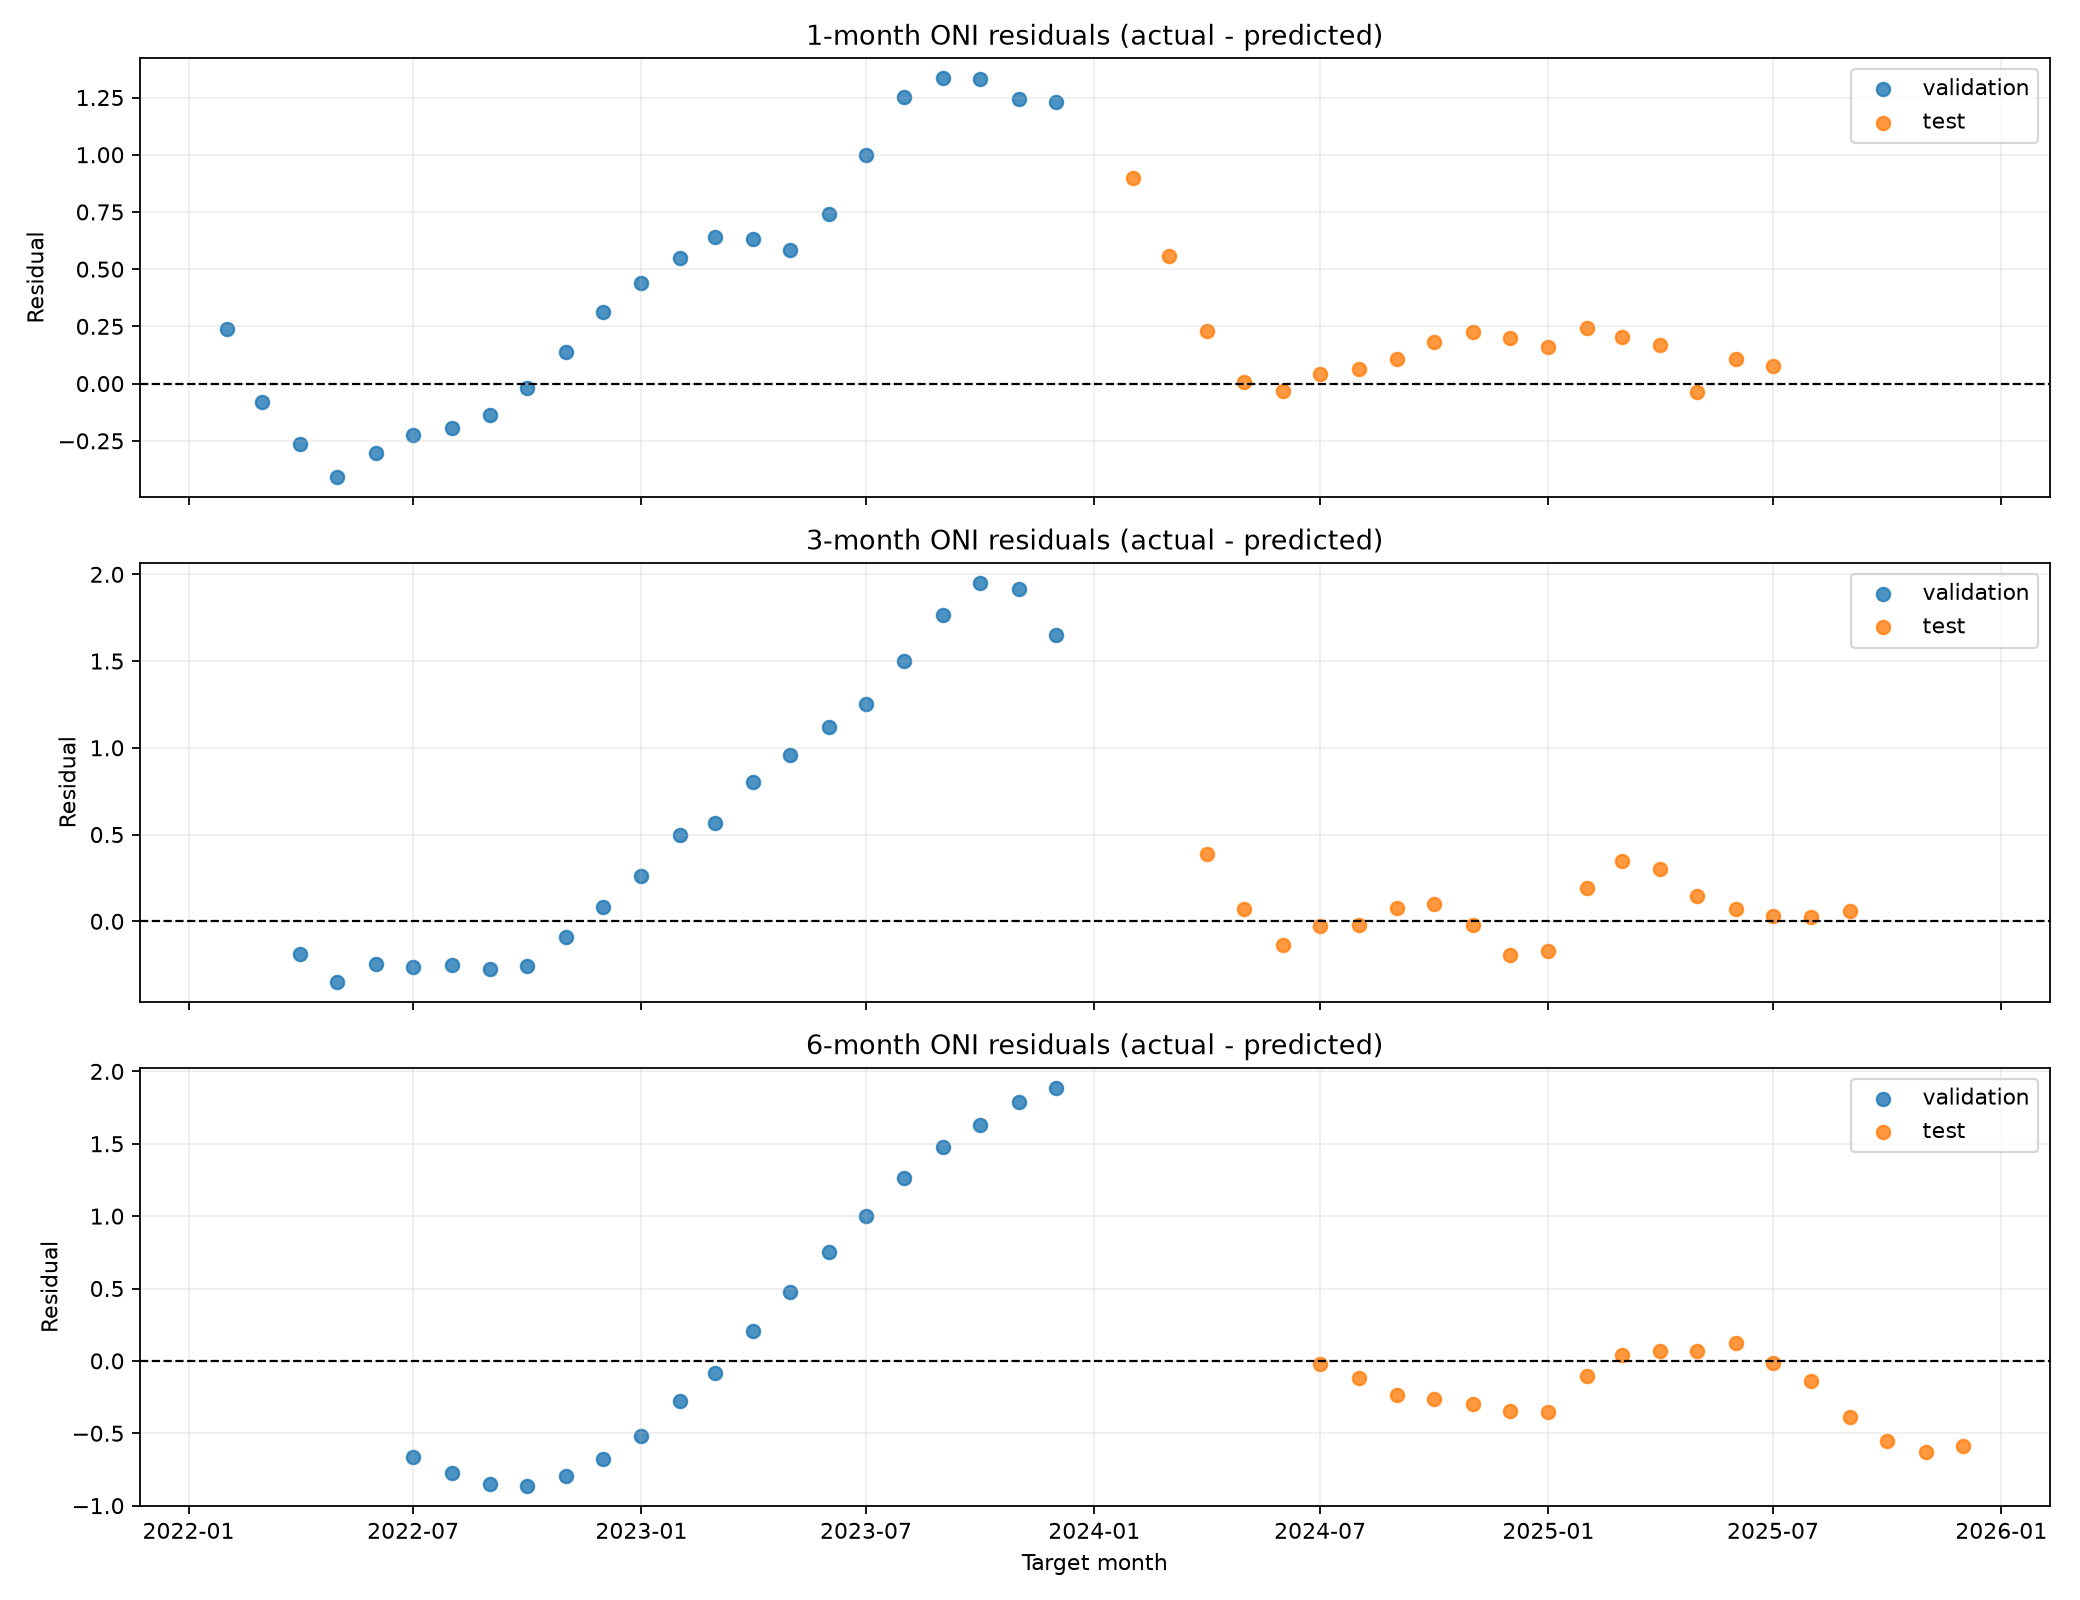 1-month ONI residuals (actual - predicted)
1.25
1.00
0.75
0.50
0.25
0.00
−0.25
Residual
validation
test
3-month ONI residuals (actual - predicted)
2.0
1.5
1.0
0.5
0.0
Residual
validation
test
6-month ONI residuals (actual - predicted)
2.0
1.5
1.0
0.5
0.0
−0.5
−1.0
Residual
validation
test
2022-01 2022-07 2023-01 2023-07 2024-01 2024-07 2025-01 2025-07 2026-01
Target month